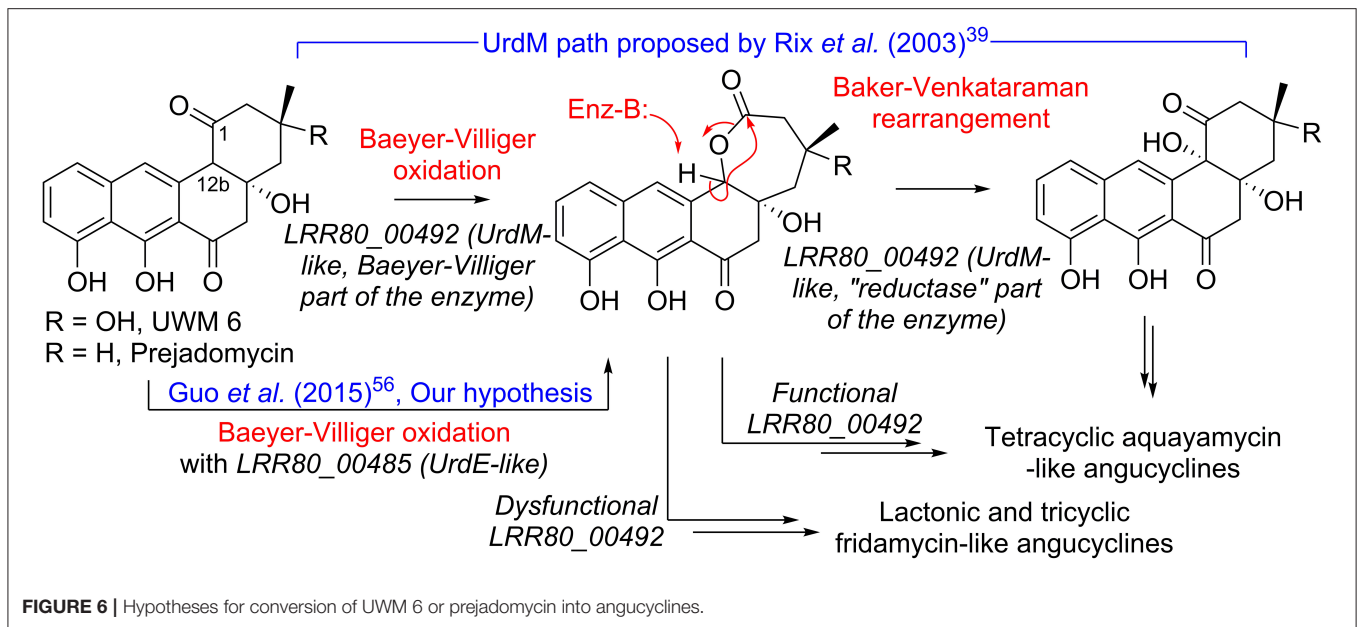 UrdM path proposed by Rix et al. (2003)39
O
1
R
12b
OH
OH
OH
O
R = OH, UWM 6
R = H, Prejadomycin
Baeyer-Villiger
oxidation
LRR80_00492 (UrdM-
like, Baeyer-Villiger
part of the enzyme)
Enz-B:
O
O
H
R
OH
OH
OH
O
Baker-Venkataraman
rearrangement
LRR80_00492 (UrdM-
like, "reductase" part
of the enzyme)
O
HO
R
OH
OH
OH
O
Guo et al. (2015)56, Our hypothesis
Baeyer-Villiger oxidation
with LRR80_00485 (UrdE-like)
Functional
LRR80_00492
Tetracyclic aquayamycin
-like angucyclines
Dysfunctional
LRR80_00492
Lactonic and tricyclic
fridamycin-like angucyclines
FIGURE 6 | Hypotheses for conversion of UWM 6 or prejadomycin into angucyclines.